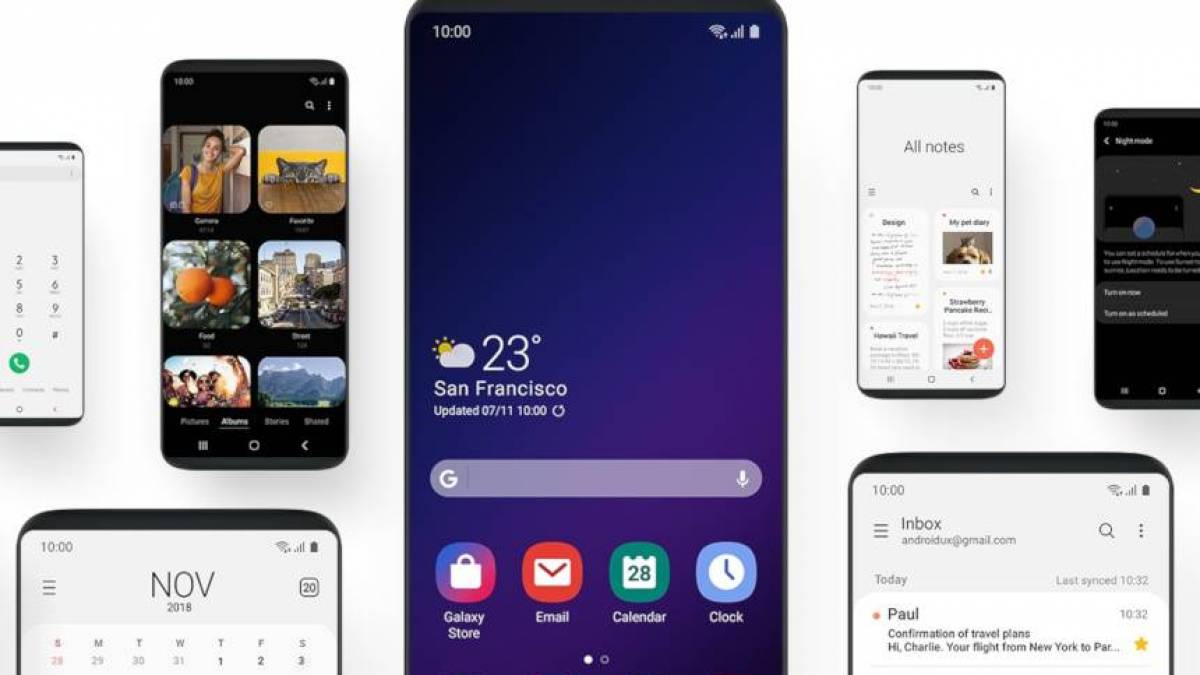 2 3
5 6
8 9
0 #
10:00
Camera
Favorite
Food
Street
Pictures Albums Stories Shared
10:00
NOV
2018
20
S M T W T F S
28 29 30 31 1 2 3
10:00
23°
San Francisco
Updated 07/11 10:00
G
28
Galaxy Store Email Calendar Clock
10:00
All notes
Design
My pet diary
Strawberry
Pancake Reci..
Hawaii Travel
10:00
Night mode
Turn on now
Turn on as scheduled
10:00
Inbox
androidux@gmail.com
Today Last synced 10:32
Paul 10:32
Confirmation of travel plans
Hi, Charlie. Your flight from New York to Par...